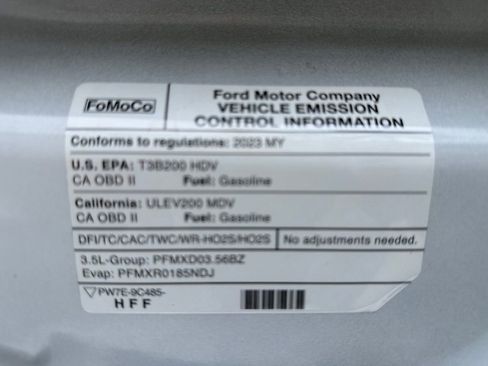 FoMoCo
Ford Motor Company
VEHICLE EMISSION
CONTROL INFORMATION
Conforms to regulations: 2023 MY
U.S. EPA: T3B200 HDV
CA OBD II Fuel: Gasoline
California: ULEV200 MDV
CA OBD II Fuel: Gasoline
DFI/TC/CAC/TWC/WR-HO2S/HO2S No adjustments needed.
3.5L-Group: PFMXD03.56BZ
Evap: PFMXR0185NDJ
PW7E-9C485-
HFF